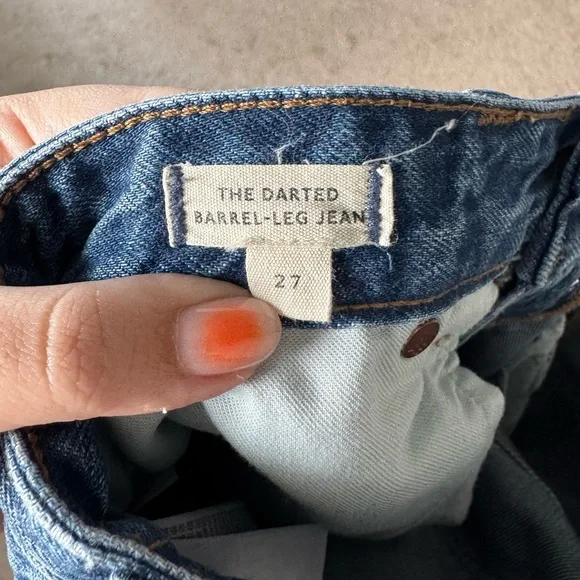 THE DARTED
BARREL-LEG JEAN
27